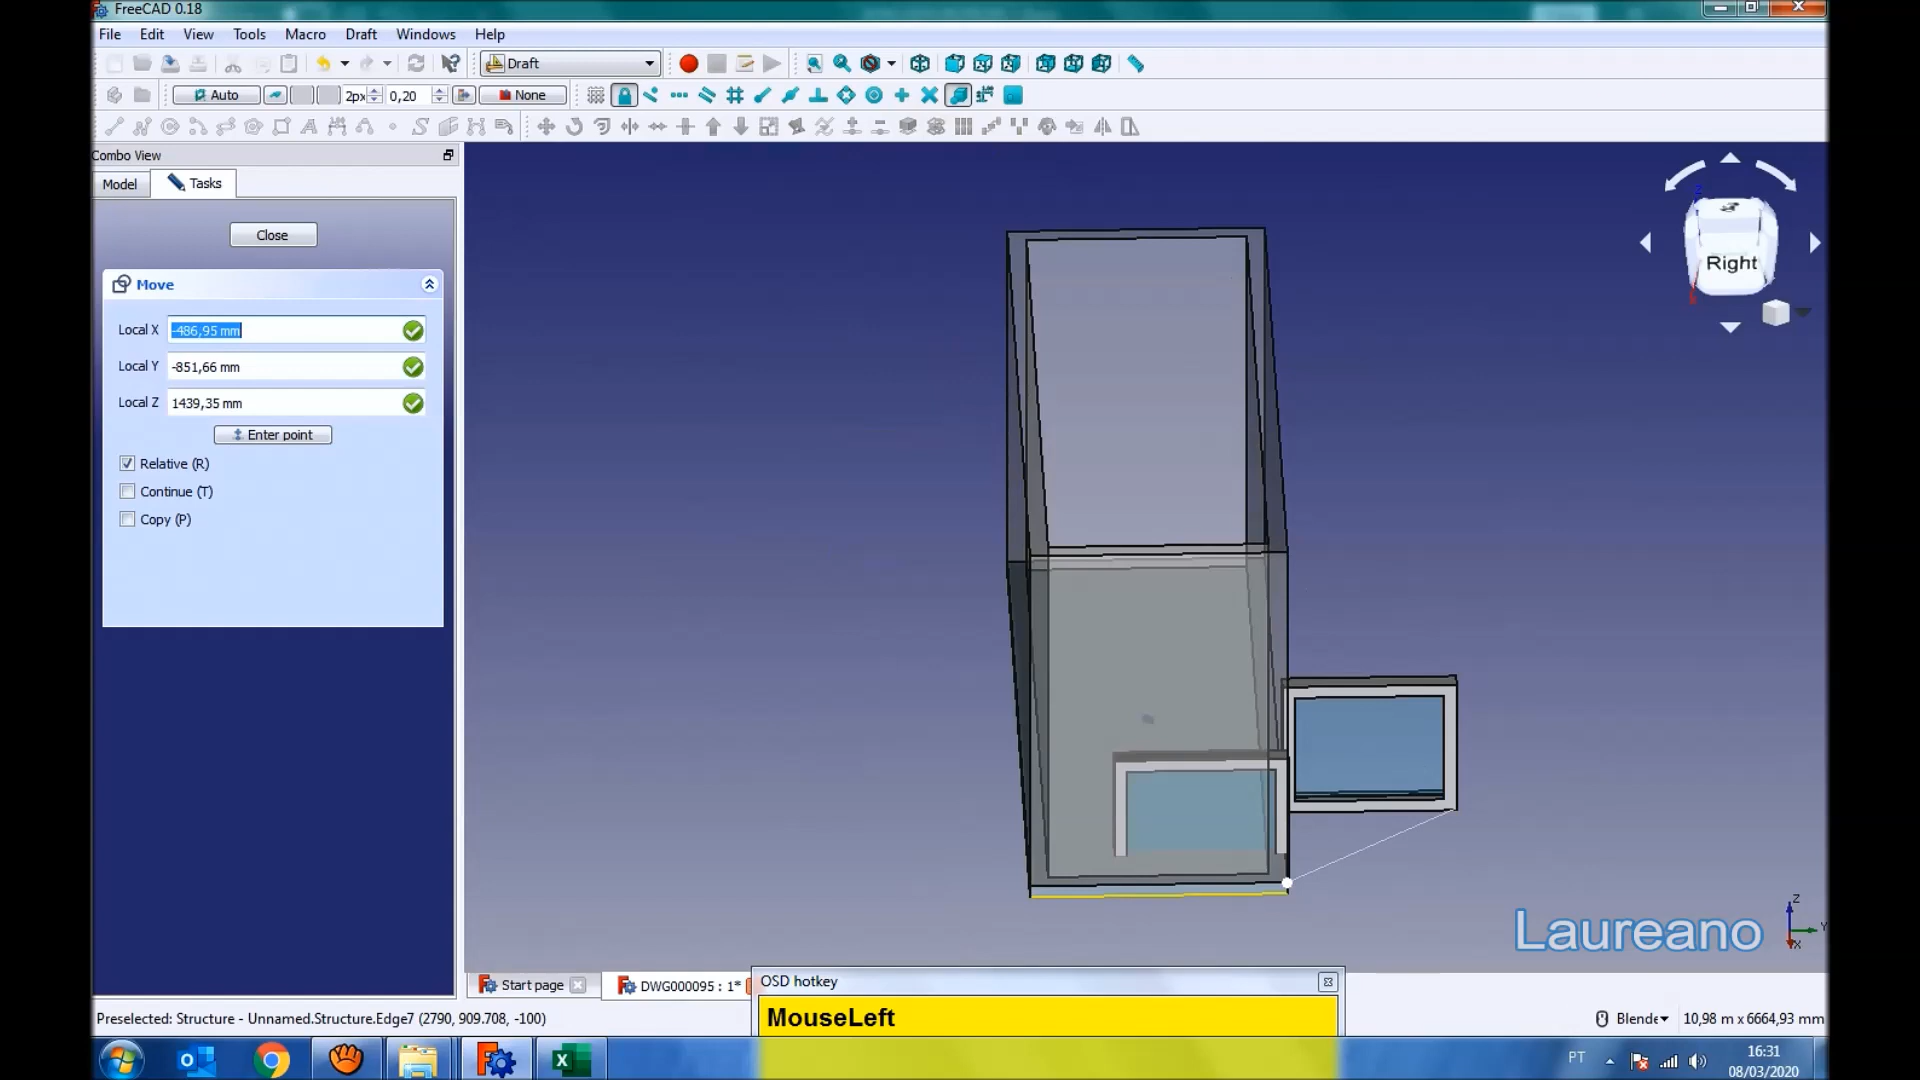 FreeCAD 0.18
File Edit View Tools Macro Draft Windows Help
Draft
Auto 2px 0,20 None
Combo View
Model Tasks
Close
Move
Local X -486,95 mm
Local Y -851,66 mm
Local Z 1439,35 mm
Enter point
Relative (R)
Continue (T)
Copy (P)
Right
Z
Laureano
Z
Y
X
Start page DWG000095 : 1*
OSD hotkey
MouseLeft
Preselected: Structure - Unnamed.Structure.Edge7 (2790, 909.708, -100)
Blende 10,98 m x 6664,93 mm
PT 16:31
08/03/2020